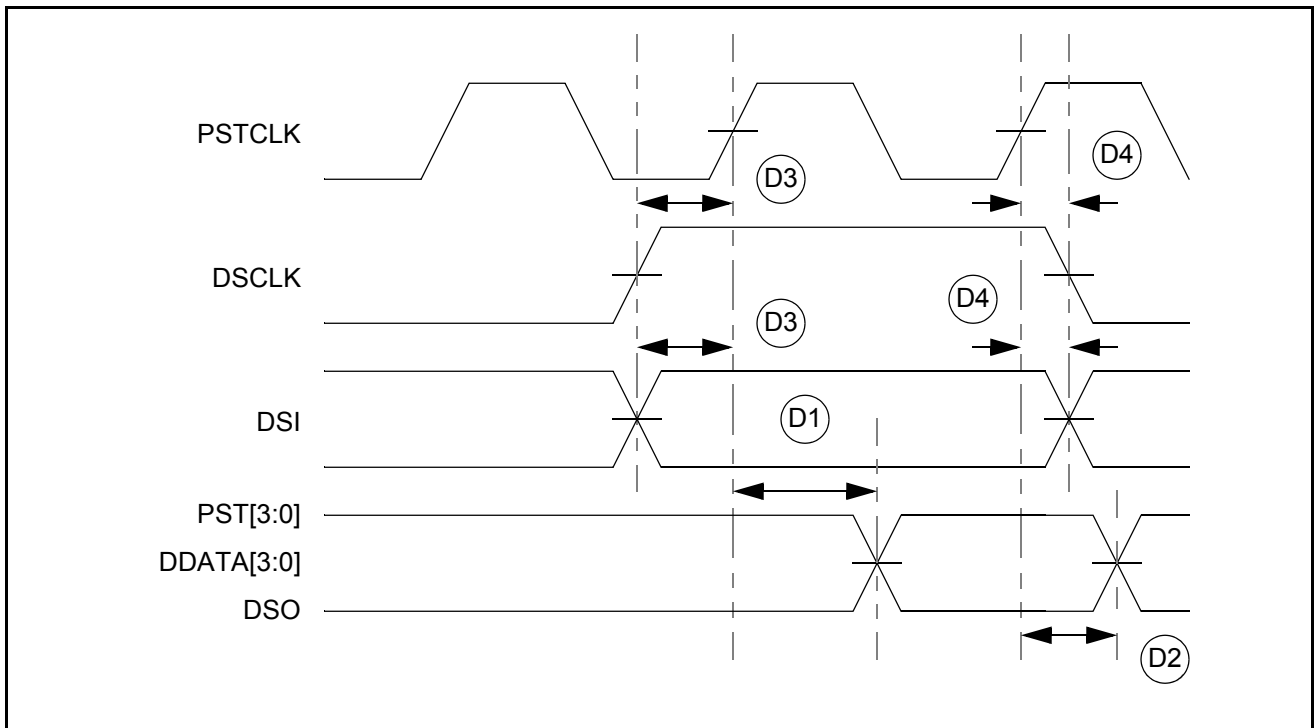 PSTCLK
D4
D3
DSCLK
D4
D3
DSI
D1
PST[3:0]
DDATA[3:0]
DSO
D2